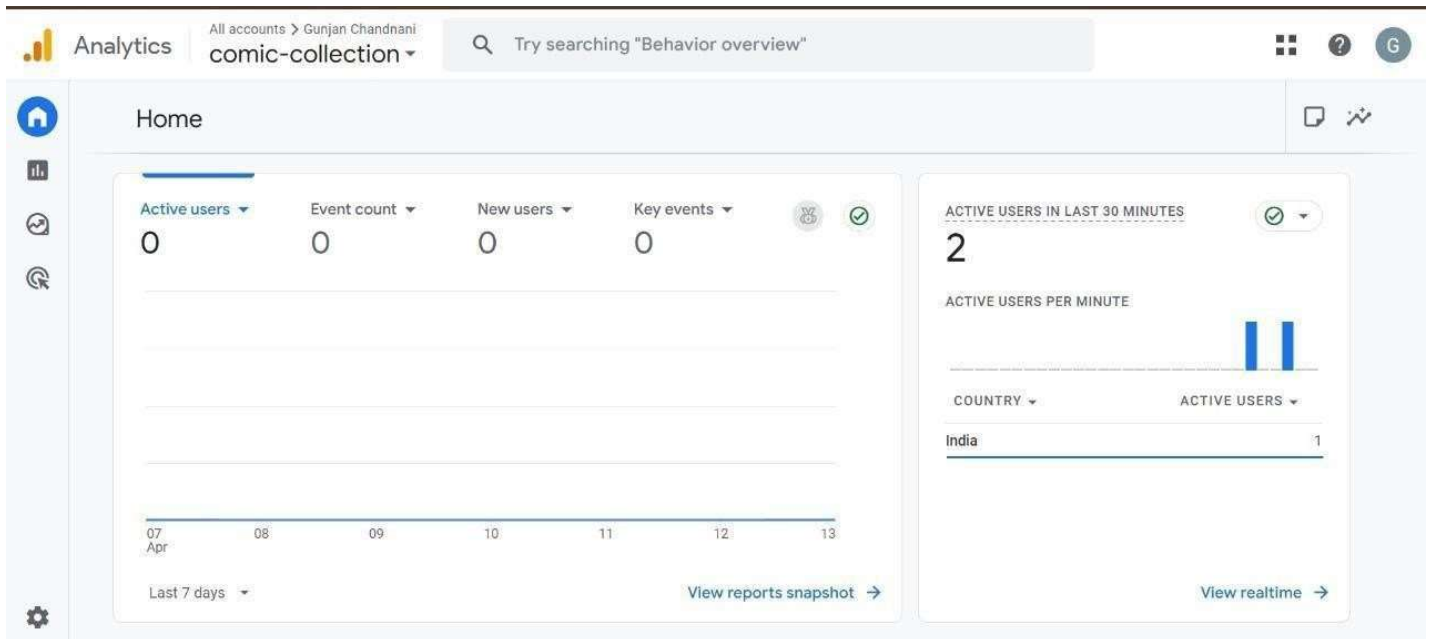 Analytics
All accounts > Gunjan Chandnani
comic-collection
Try searching "Behavior overview"
G
Home
Active users
0
Event count
0
New users
0
Key events
0
07
Apr
08
09
10
11
12
13
Last 7 days
View reports snapshot
ACTIVE USERS IN LAST 30 MINUTES
2
ACTIVE USERS PER MINUTE
COUNTRY
ACTIVE USERS
India
1
View realtime